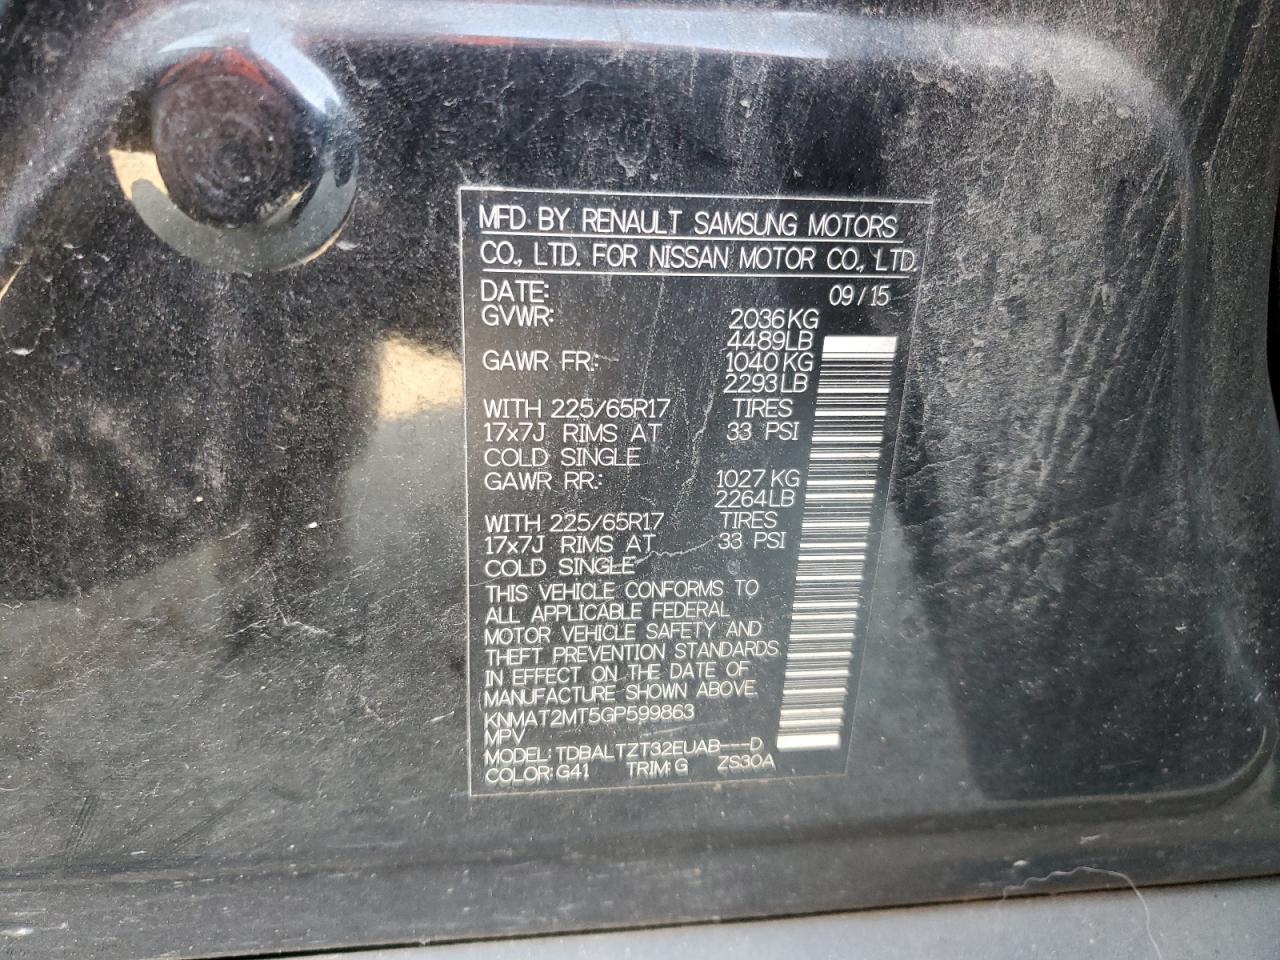 MFD BY RENAULT SAMSUNG MOTORS
CO., LTD. FOR NISSAN MOTOR CO., LTD.
DATE: 09/15
GVWR: 2036KG
4489LB
GAWR FR: 1040KG
2293LB
WITH 225/65R17 TIRES
17x7J RIMS AT 33 PSI
COLD SINGLE
GAWR RR: 1027KG
2264LB
WITH 225/65R17 TIRES
17x7J RIMS AT 33 PSI
COLD SINGLE
THIS VEHICLE CONFORMS TO
ALL APPLICABLE FEDERAL
MOTOR VEHICLE SAFETY AND
THEFT PREVENTION STANDARDS
IN EFFECT ON THE DATE OF
MANUFACTURE SHOWN ABOVE.
KNMAT2MT5GP599863
MPV
MODEL: TDBALTZT32EUAB---D
COLOR: G41 TRIM: G ZS30A